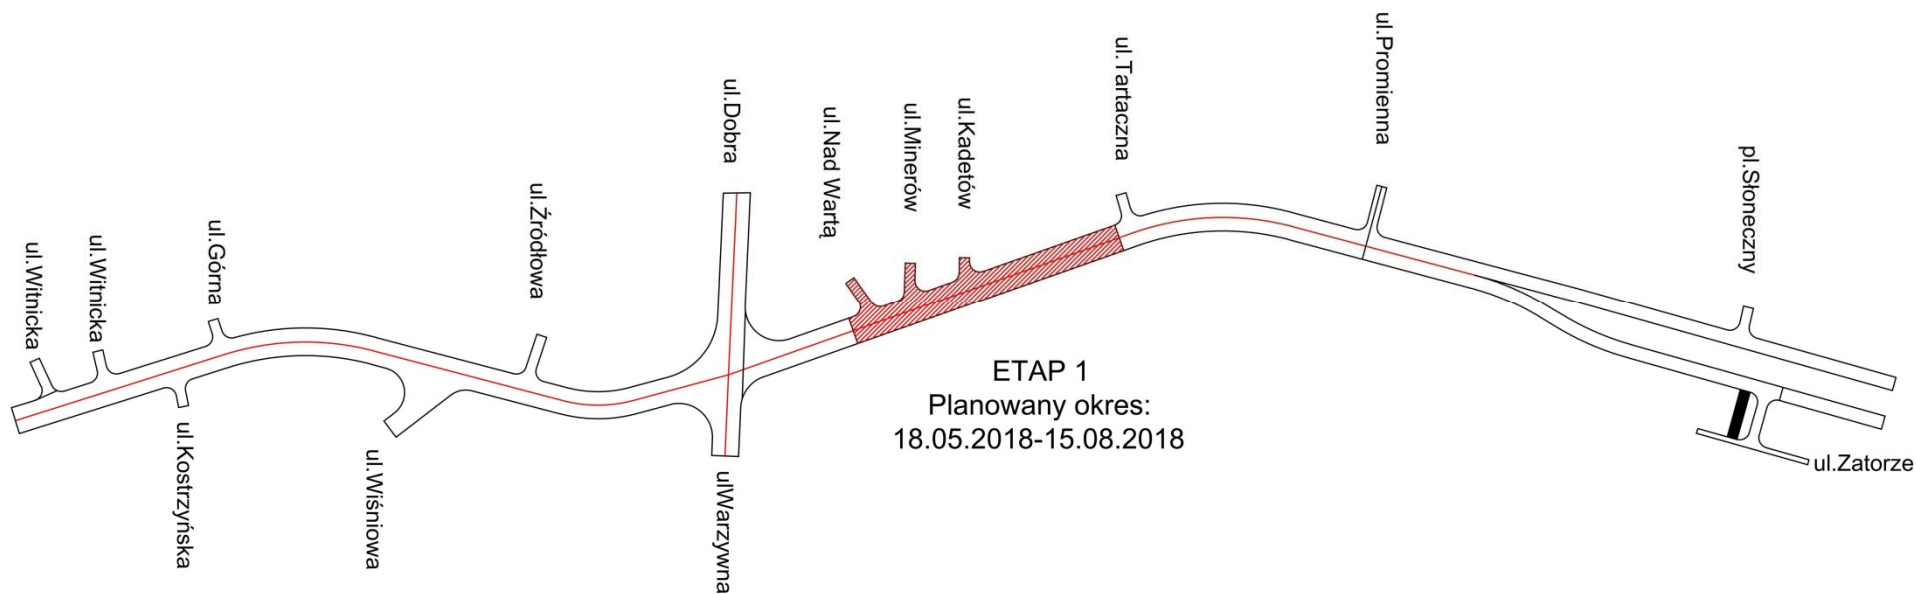 ul.Witnicka
ul.Witnicka
ul.Górna
ul.Kostrzyńska
ul.Wiśniowa
ul.Źródłowa
ul.Dobra
ulWarzywna
ul.Nad Wartą
ul.Minerów
ul.Kadetów
ul.Tartaczna
ul.Promienna
pl.Słoneczny
ul.Zatorze
ETAP 1
Planowany okres:
18.05.2018-15.08.2018